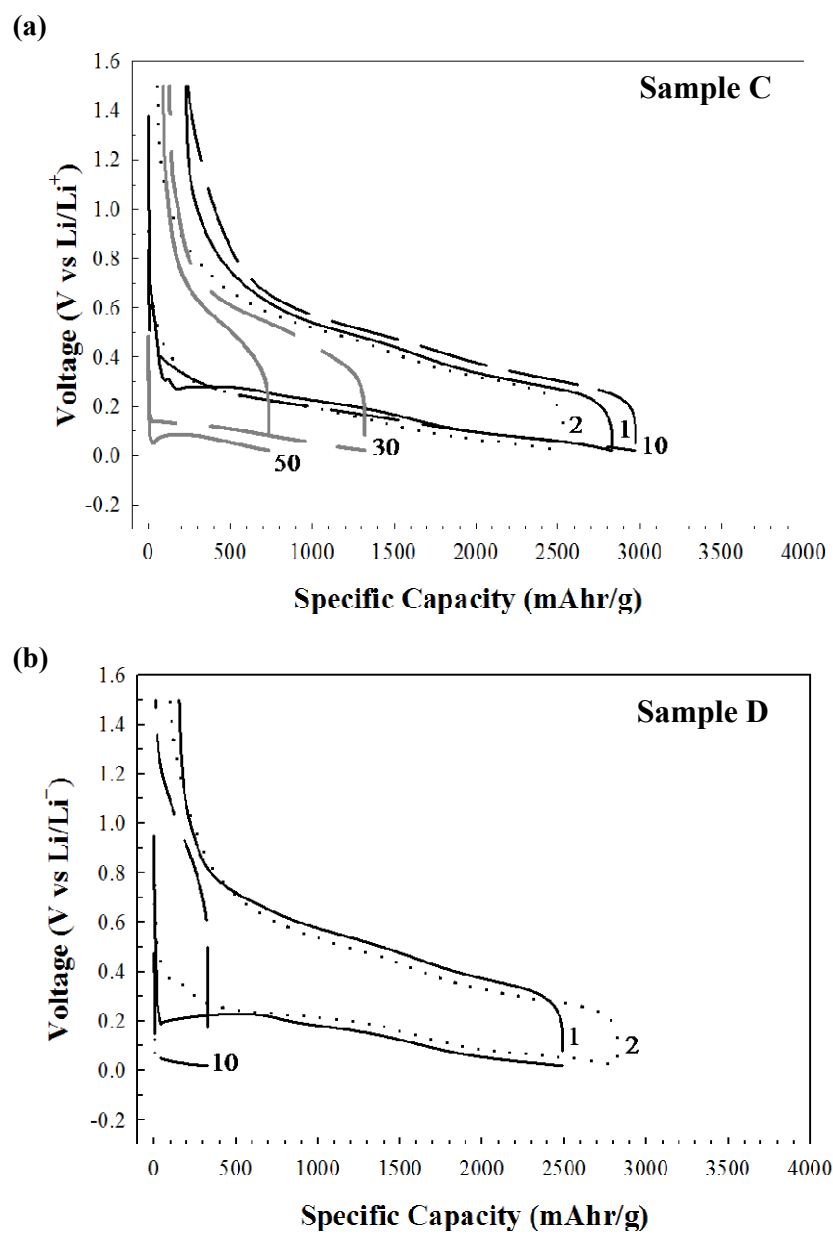 (a)
Sample C
1.6
1.4
1.2
1.0
0.8
0.6
0.4
0.2
0.0
-0.2
Voltage (V vs Li/Li⁺)
2
1
10
30
50
0 500 1000 1500 2000 2500 3000 3500 4000
Specific Capacity (mAhr/g)
(b)
Sample D
1.6
1.4
1.2
1.0
0.8
0.6
0.4
0.2
0.0
-0.2
Voltage (V vs Li/Li⁻)
1
2
10
0 500 1000 1500 2000 2500 3000 3500 4000
Specific Capacity (mAhr/g)